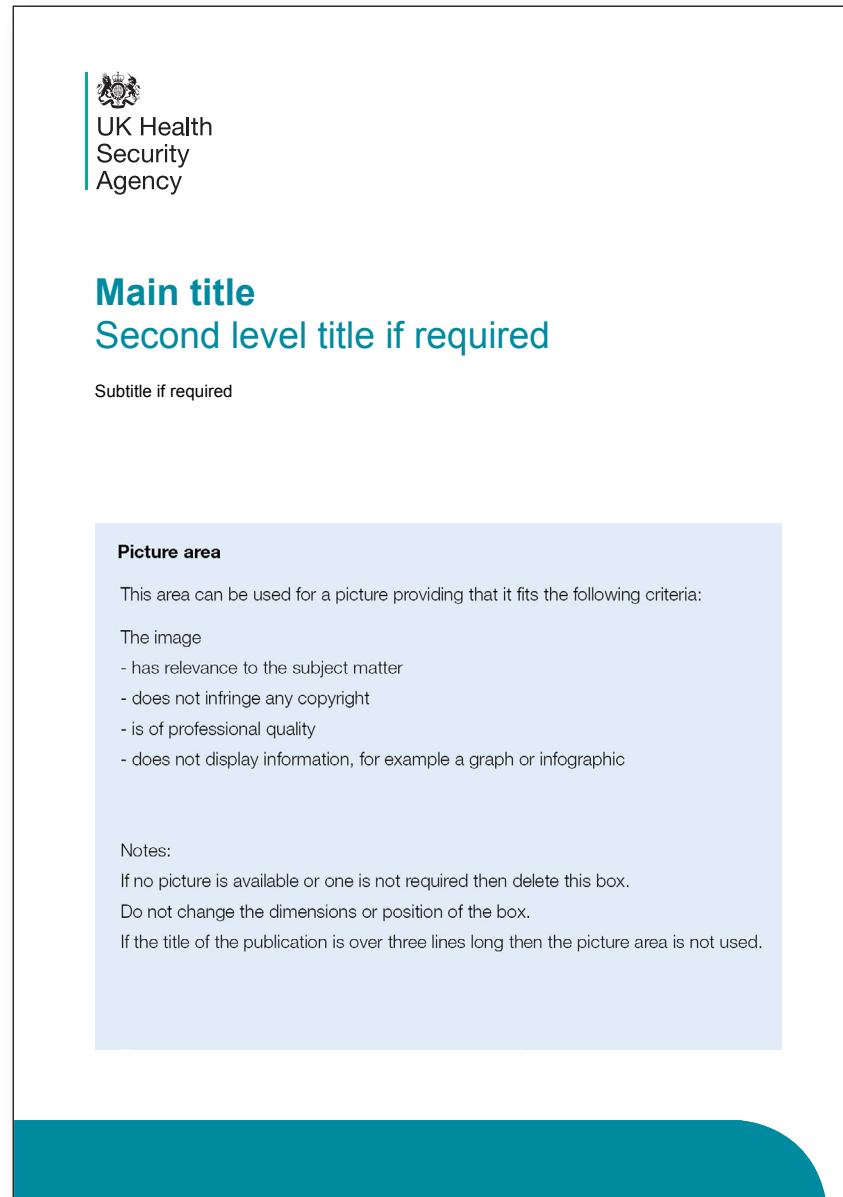 UK Health
Security
Agency
Main title
Second level title if required
Subtitle if required
Picture area
This area can be used for a picture providing that it fits the following criteria:
The image
- has relevance to the subject matter
- does not infringe any copyright
- is of professional quality
- does not display information, for example a graph or infographic
Notes:
If no picture is available or one is not required then delete this box.
Do not change the dimensions or position of the box.
If the title of the publication is over three lines long then the picture area is not used.